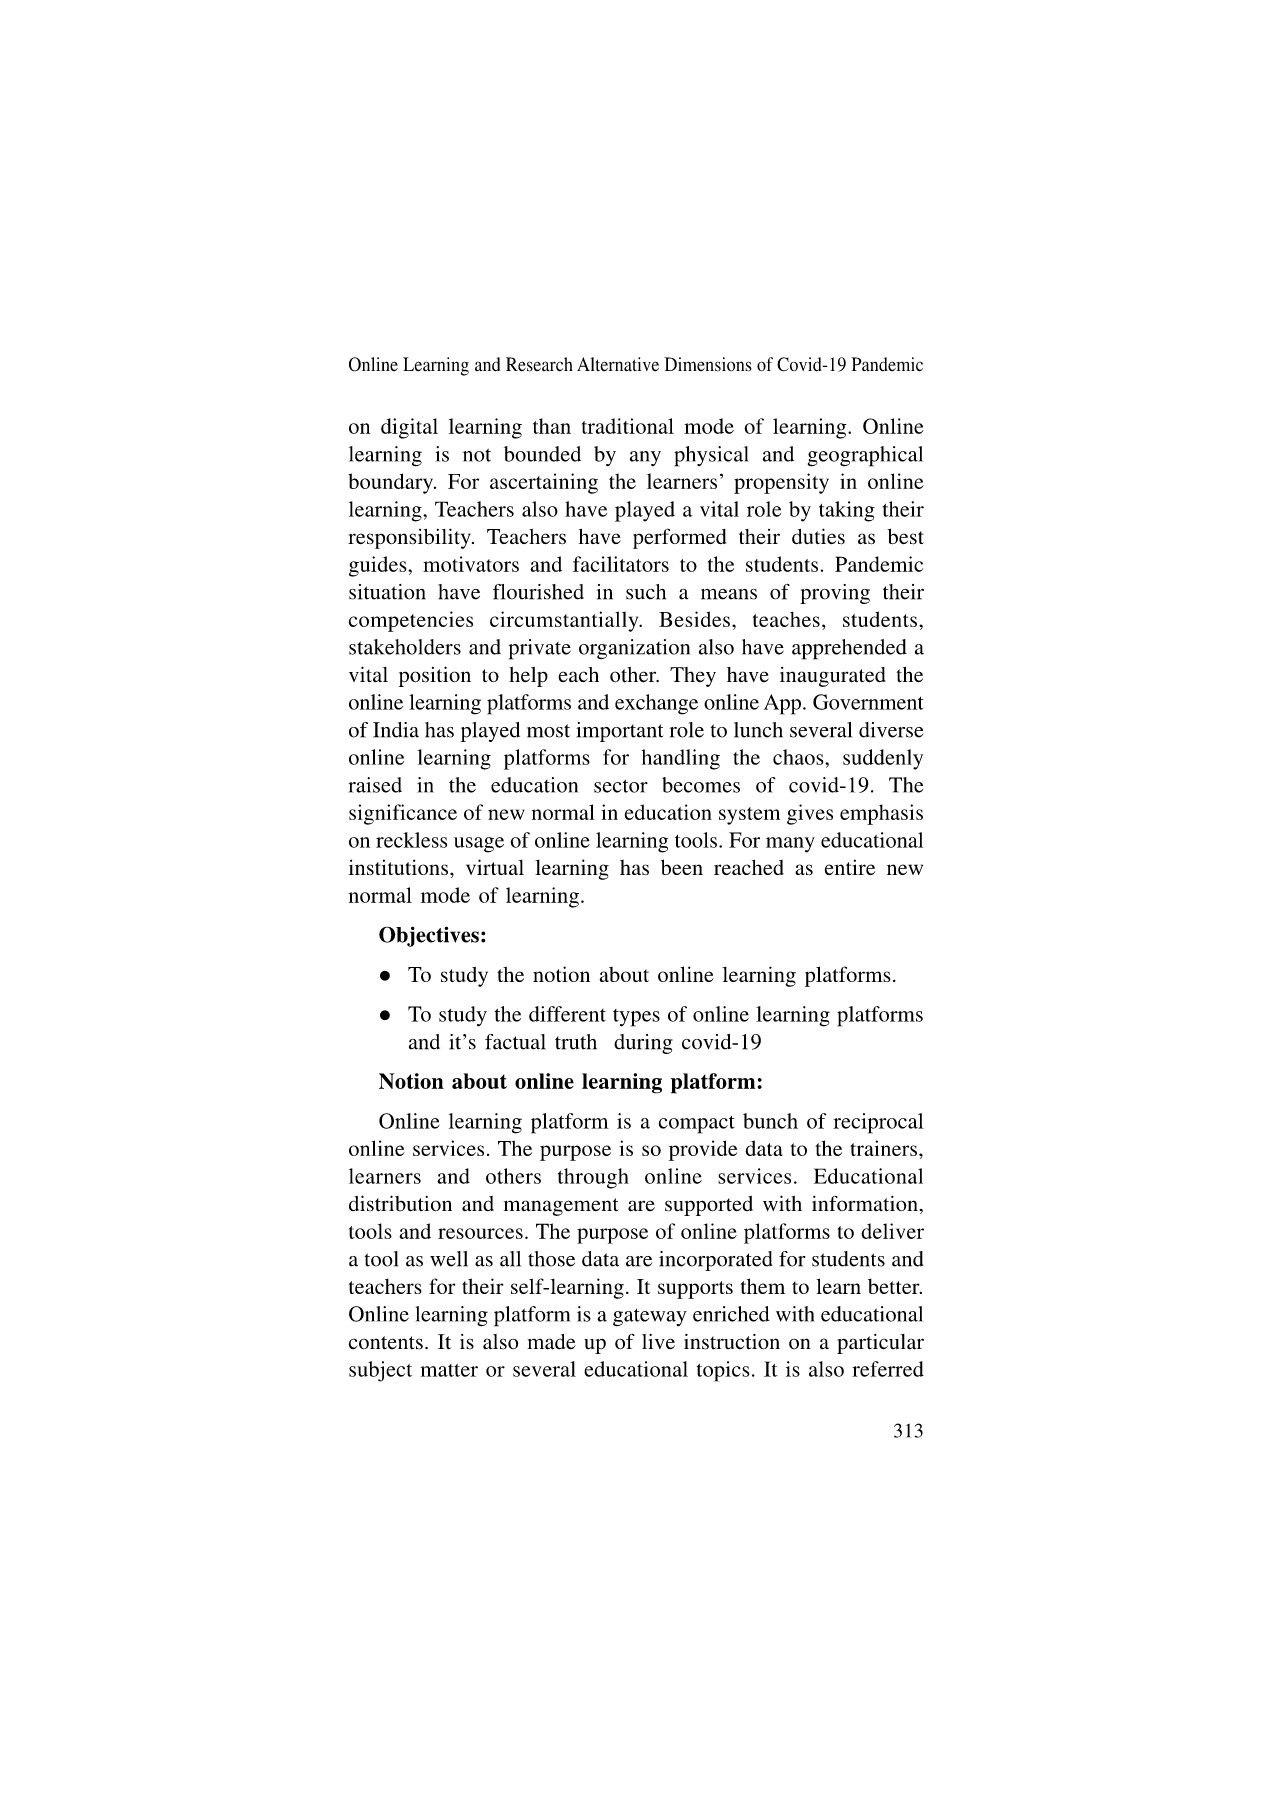 Online Learning and Research Alternative Dimensions of Covid-19 Pandemic
on digital learning than traditional mode of learning. Online
learning is not bounded by any physical and geographical
boundary. For ascertaining the learners’ propensity in online
learning, Teachers also have played a vital role by taking their
responsibility. Teachers have performed their duties as best
guides, motivators and facilitators to the students. Pandemic
situation have flourished in such a means of proving their
competencies circumstantially. Besides, teaches, students,
stakeholders and private organization also have apprehended a
vital position to help each other. They have inaugurated the
online learning platforms and exchange online App. Government
of India has played most important role to lunch several diverse
online learning platforms for handling the chaos, suddenly
raised in the education sector becomes of covid-19. The
significance of new normal in education system gives emphasis
on reckless usage of online learning tools. For many educational
institutions, virtual learning has been reached as entire new
normal mode of learning.
Objectives:
● To study the notion about online learning platforms.
● To study the different types of online learning platforms
and it’s factual truth during covid-19
Notion about online learning platform:
Online learning platform is a compact bunch of reciprocal
online services. The purpose is so provide data to the trainers,
learners and others through online services. Educational
distribution and management are supported with information,
tools and resources. The purpose of online platforms to deliver
a tool as well as all those data are incorporated for students and
teachers for their self-learning. It supports them to learn better.
Online learning platform is a gateway enriched with educational
contents. It is also made up of live instruction on a particular
subject matter or several educational topics. It is also referred
313